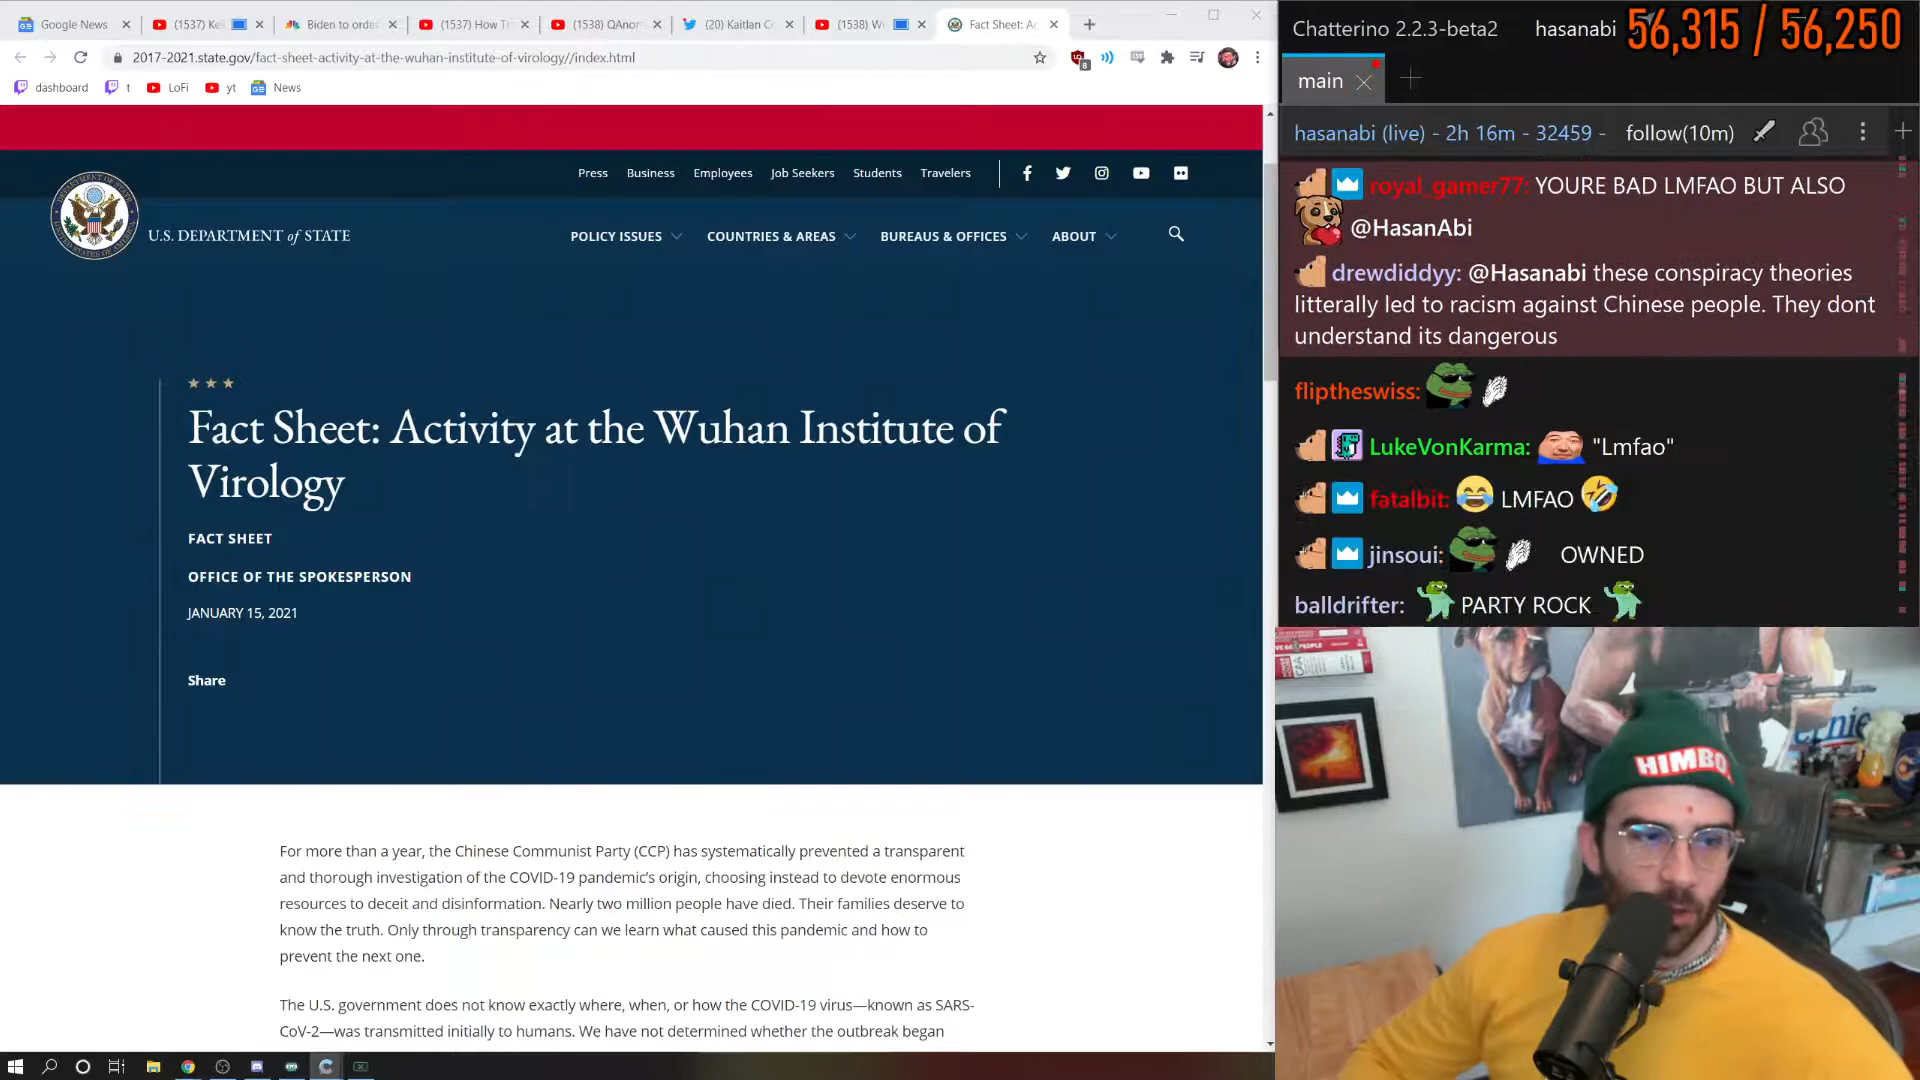 Google News
(1537) Ke
Biden to orde
(1537) How T
(1538) QAnon
(20) Kaitlan C
(1538) W
Fact Sheet: A
2017-2021.state.gov/fact-sheet-activity-at-the-wuhan-institute-of-virology//index.html
8
dashboard
t
LoFi
yt
News
Press
Business
Employees
Job Seekers
Students
Travelers
U.S. DEPARTMENT of STATE
POLICY ISSUES
COUNTRIES & AREAS
BUREAUS & OFFICES
ABOUT
Fact Sheet: Activity at the Wuhan Institute of
Virology
FACT SHEET
OFFICE OF THE SPOKESPERSON
JANUARY 15, 2021
Share
For more than a year, the Chinese Communist Party (CCP) has systematically prevented a transparent
and thorough investigation of the COVID-19 pandemic's origin, choosing instead to devote enormous
resources to deceit and disinformation. Nearly two million people have died. Their families deserve to
know the truth. Only through transparency can we learn what caused this pandemic and how to
prevent the next one.
The U.S. government does not know exactly where, when, or how the COVID-19 virus—known as SARS-
CoV-2—was transmitted initially to humans. We have not determined whether the outbreak began
Chatterino 2.2.3-beta2
hasanabi
56,315 / 56,250
main
hasanabi (live) - 2h 16m - 32459 -
follow(10m)
royal_gamer77: YOURE BAD LMFAO BUT ALSO
@HasanAbi
drewdiddyy: @Hasanabi these conspiracy theories
litterally led to racism against Chinese people. They dont
understand its dangerous
fliptheswiss:
LukeVonKarma: "Lmfao"
fatalbit: LMFAO
jinsoui: OWNED
balldrifter: PARTY ROCK
HIMBO